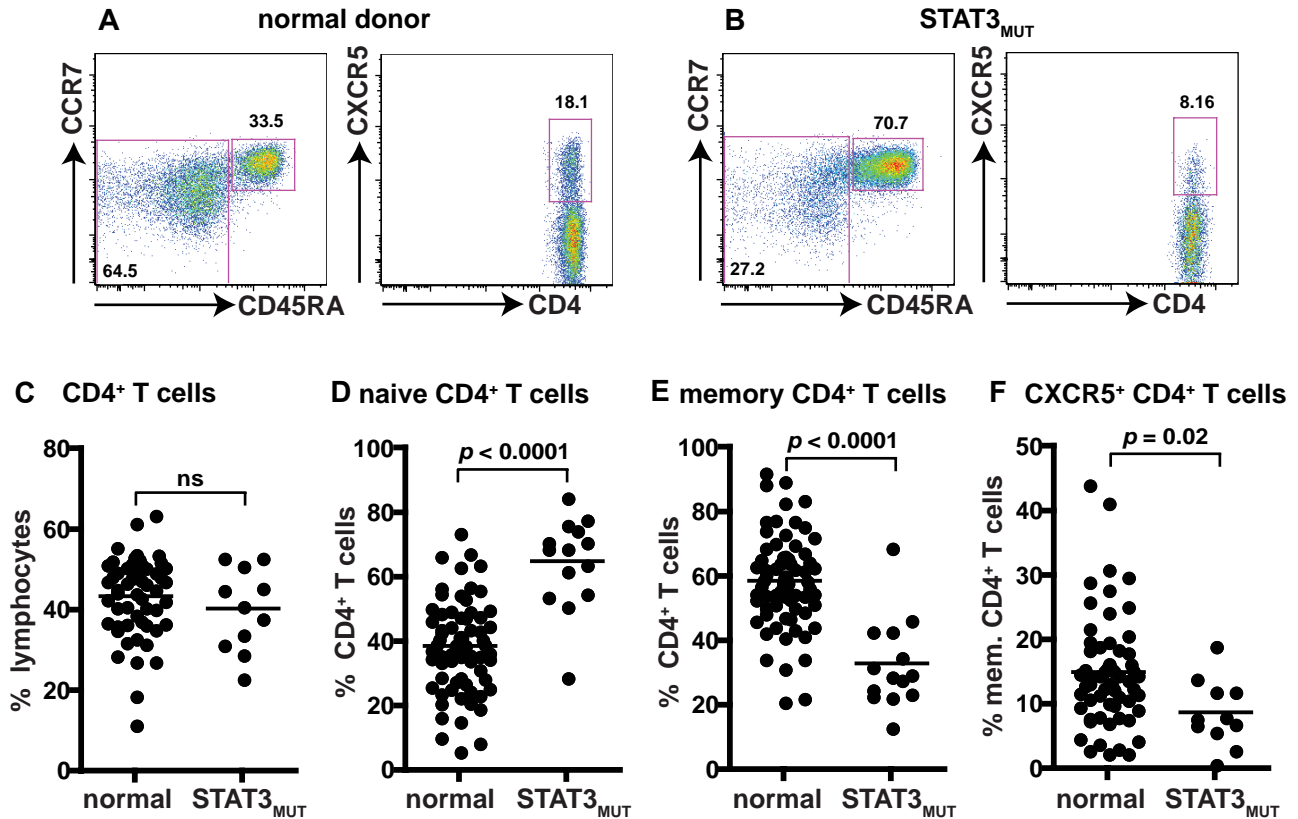 A normal donor
B STAT3MUT
CCR7
33.5
64.5
CD45RA
CXCR5
18.1
CD4
CCR7
70.7
27.2
CD45RA
CXCR5
8.16
CD4
C CD4⁺ T cells
% lymphocytes
80
60
40
20
0
ns
normal STAT3MUT
D naive CD4⁺ T cells
% CD4⁺ T cells
100
80
60
40
20
0
p < 0.0001
normal STAT3MUT
E memory CD4⁺ T cells
% CD4⁺ T cells
100
80
60
40
20
0
p < 0.0001
normal STAT3MUT
F CXCR5⁺ CD4⁺ T cells
% mem. CD4⁺ T cells
50
40
30
20
10
0
p = 0.02
normal STAT3MUT